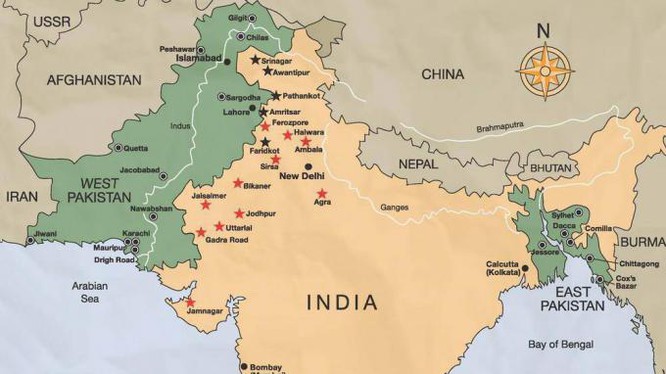 USSR
Gilgit
N
Chilas
Peshawar
Islamabad
Srinagar
Awantipur
CHINA
AFGHANISTAN
Sargodha
Pathankot
Lahore
Amritsar
Indus
Ferozpore
Halwara
Brahmaputra
Quetta
Faridkot
Ambala
Sirsa
NEPAL
BHUTAN
Jacobabad
New Delhi
WEST
PAKISTAN
Bikaner
IRAN
Jaisalmer
Agra
Nawabshah
Jodhpur
Ganges
Sylhet
Uttarlai
Dacca
Comilla
Jiwani
Karachi
Gadra Road
Mauripur
BURMA
Jessore
Drigh Road
Calcutta
(Kolkata)
Chittagong
Arabian
Sea
Cox's
Bazar
INDIA
EAST
PAKISTAN
Jamnagar
Bay of Bengal
Bombay